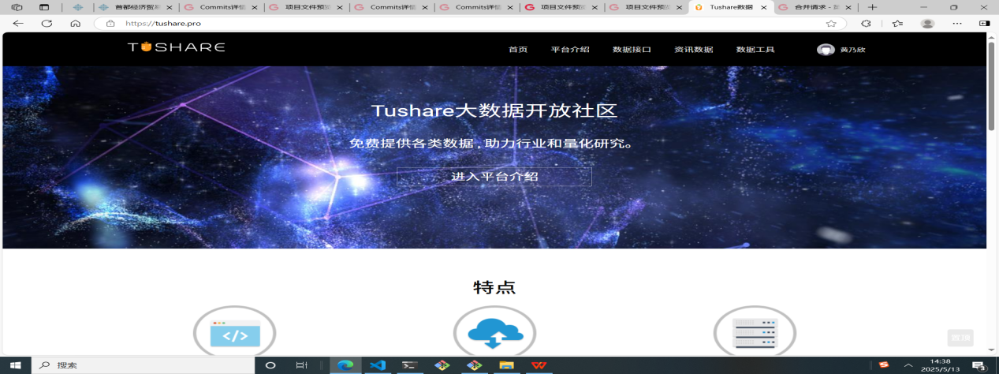 首都经济贸易
Commits详情
项目文件预览
Commits详情
Commits详情
项目文件预览
项目文件预览
Tushare数据
合并请求 -
https://tushare.pro
TUSHARE
首页
平台介绍
数据接口
资讯数据
数据工具
黄乃欣
Tushare大数据开放社区
免费提供各类数据，助力行业和量化研究。
进入平台介绍
特点
</>
置顶
搜索
14:38
2025/5/13
3